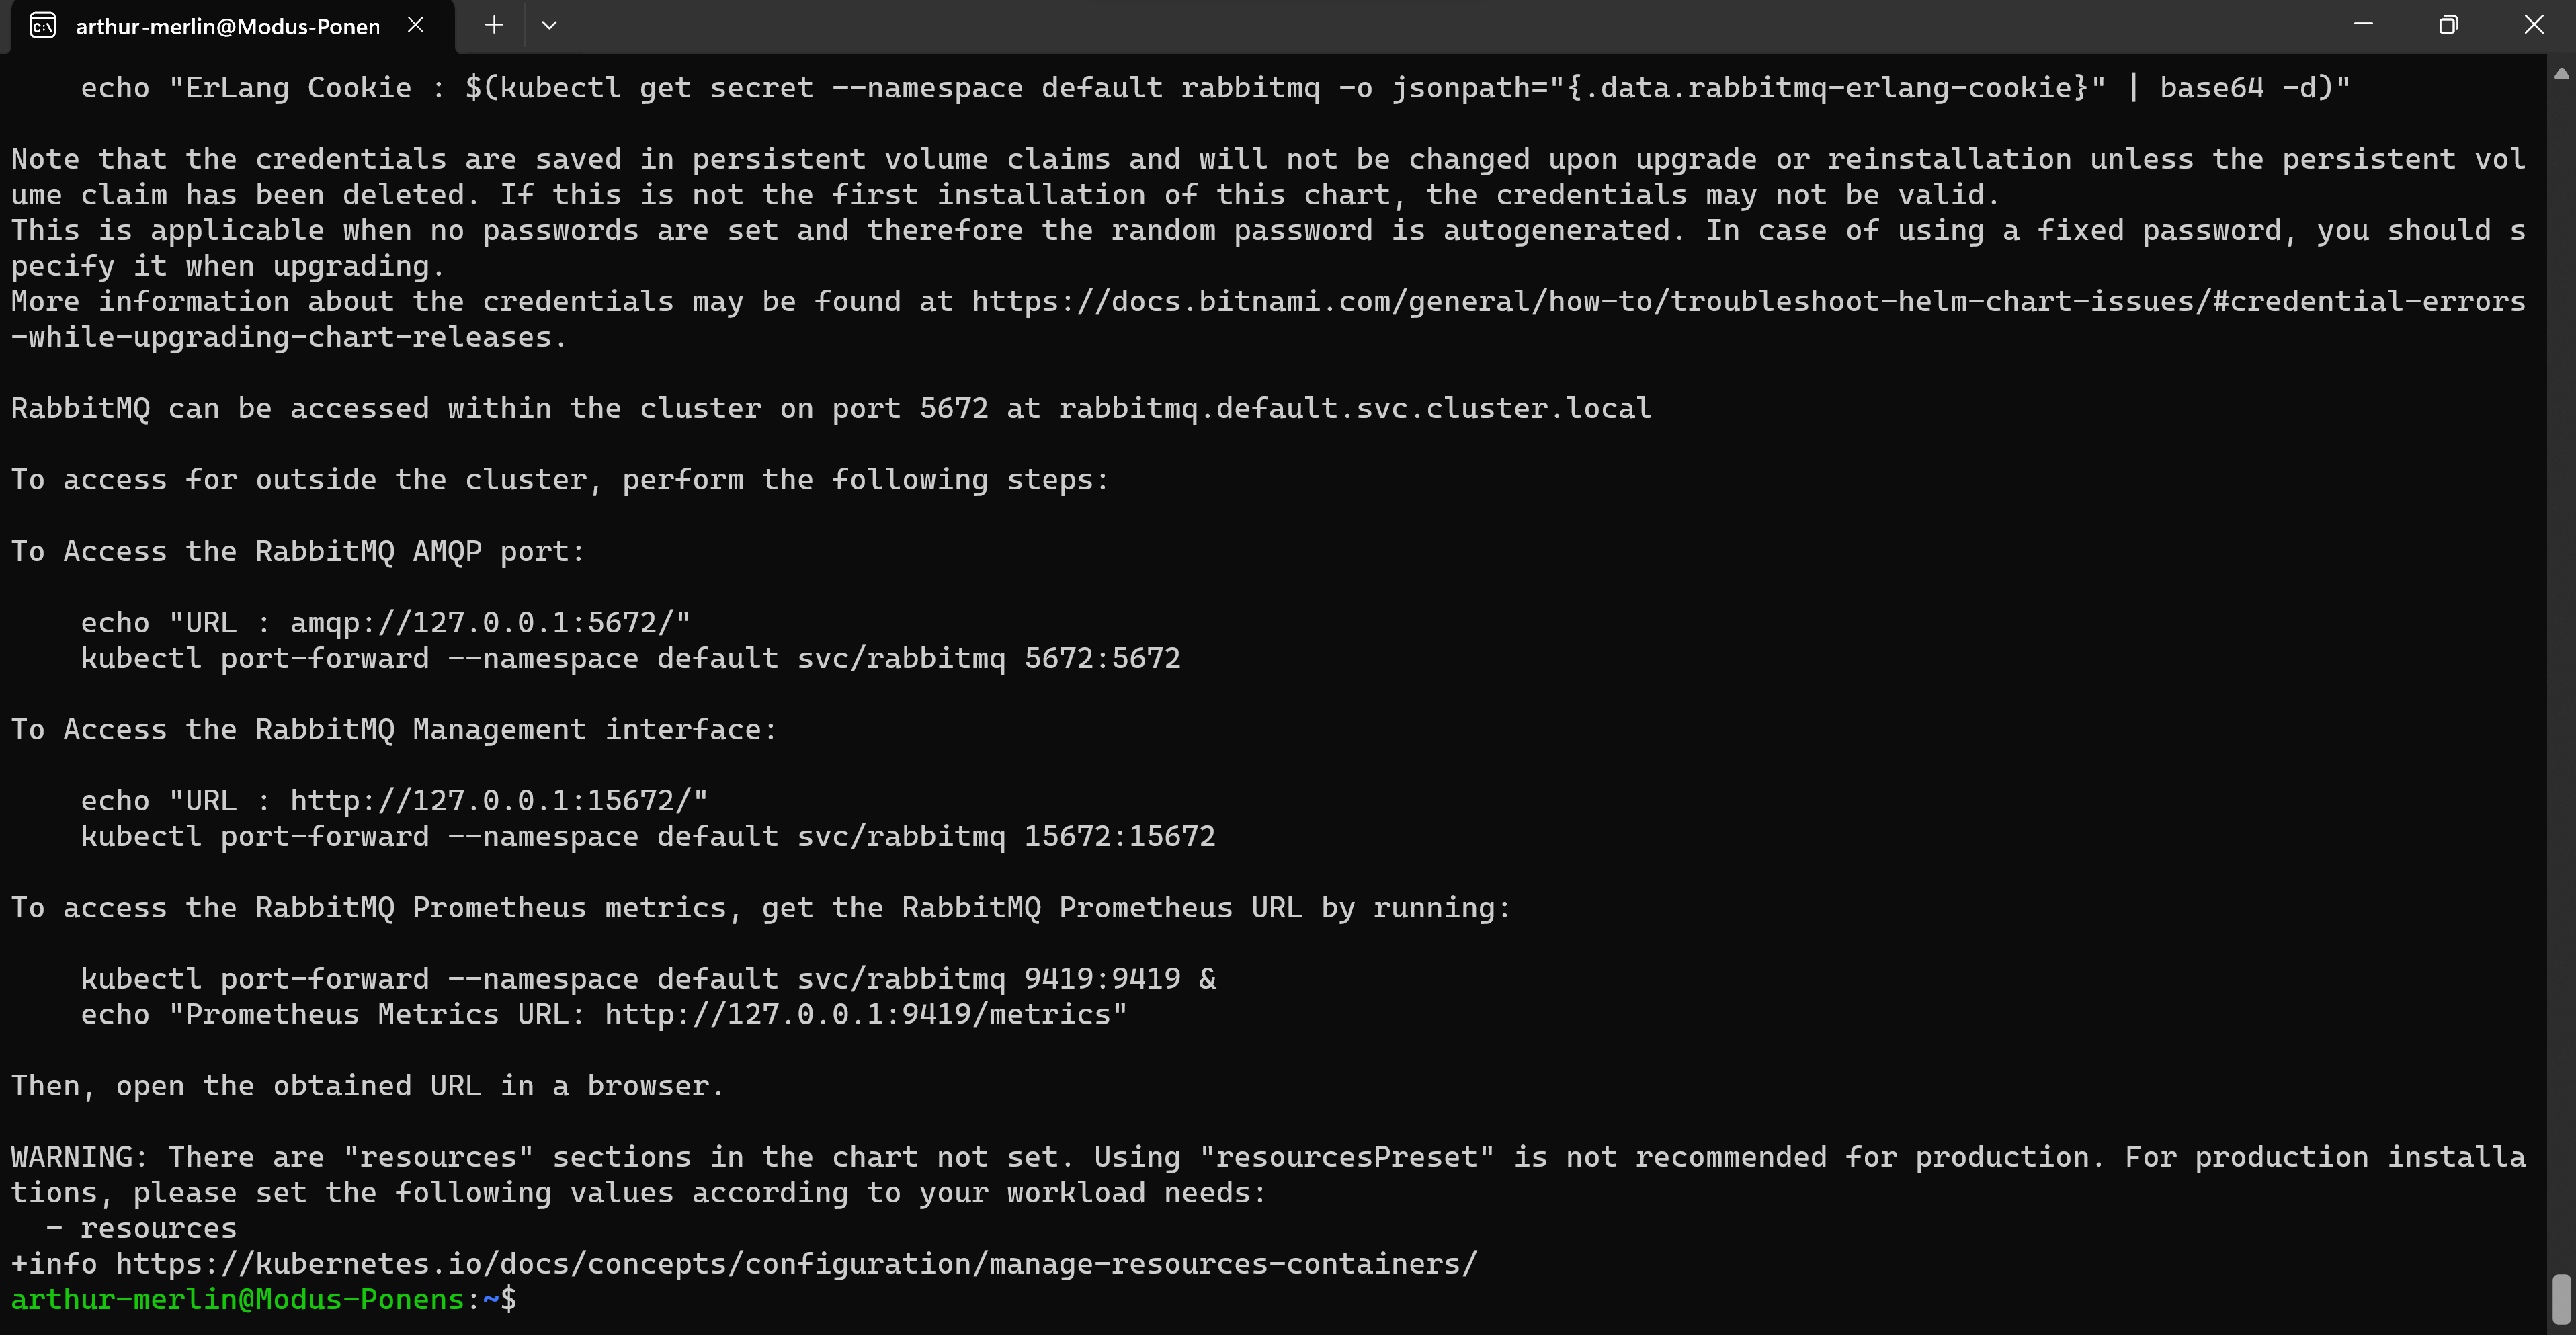 arthur-merlin@Modus-Ponen
    echo "ErLang Cookie : $(kubectl get secret --namespace default rabbitmq -o jsonpath="{.data.rabbitmq-erlang-cookie}" | base64 -d)"
Note that the credentials are saved in persistent volume claims and will not be changed upon upgrade or reinstallation unless the persistent vol
ume claim has been deleted. If this is not the first installation of this chart, the credentials may not be valid.
This is applicable when no passwords are set and therefore the random password is autogenerated. In case of using a fixed password, you should s
pecify it when upgrading.
More information about the credentials may be found at https://docs.bitnami.com/general/how-to/troubleshoot-helm-chart-issues/#credential-errors
-while-upgrading-chart-releases.
RabbitMQ can be accessed within the cluster on port 5672 at rabbitmq.default.svc.cluster.local
To access for outside the cluster, perform the following steps:
To Access the RabbitMQ AMQP port:
    echo "URL : amqp://127.0.0.1:5672/"
    kubectl port-forward --namespace default svc/rabbitmq 5672:5672
To Access the RabbitMQ Management interface:
    echo "URL : http://127.0.0.1:15672/"
    kubectl port-forward --namespace default svc/rabbitmq 15672:15672
To access the RabbitMQ Prometheus metrics, get the RabbitMQ Prometheus URL by running:
    kubectl port-forward --namespace default svc/rabbitmq 9419:9419 &
    echo "Prometheus Metrics URL: http://127.0.0.1:9419/metrics"
Then, open the obtained URL in a browser.
WARNING: There are "resources" sections in the chart not set. Using "resourcesPreset" is not recommended for production. For production installa
tions, please set the following values according to your workload needs:
  - resources
+info https://kubernetes.io/docs/concepts/configuration/manage-resources-containers/
arthur-merlin@Modus-Ponens:~$